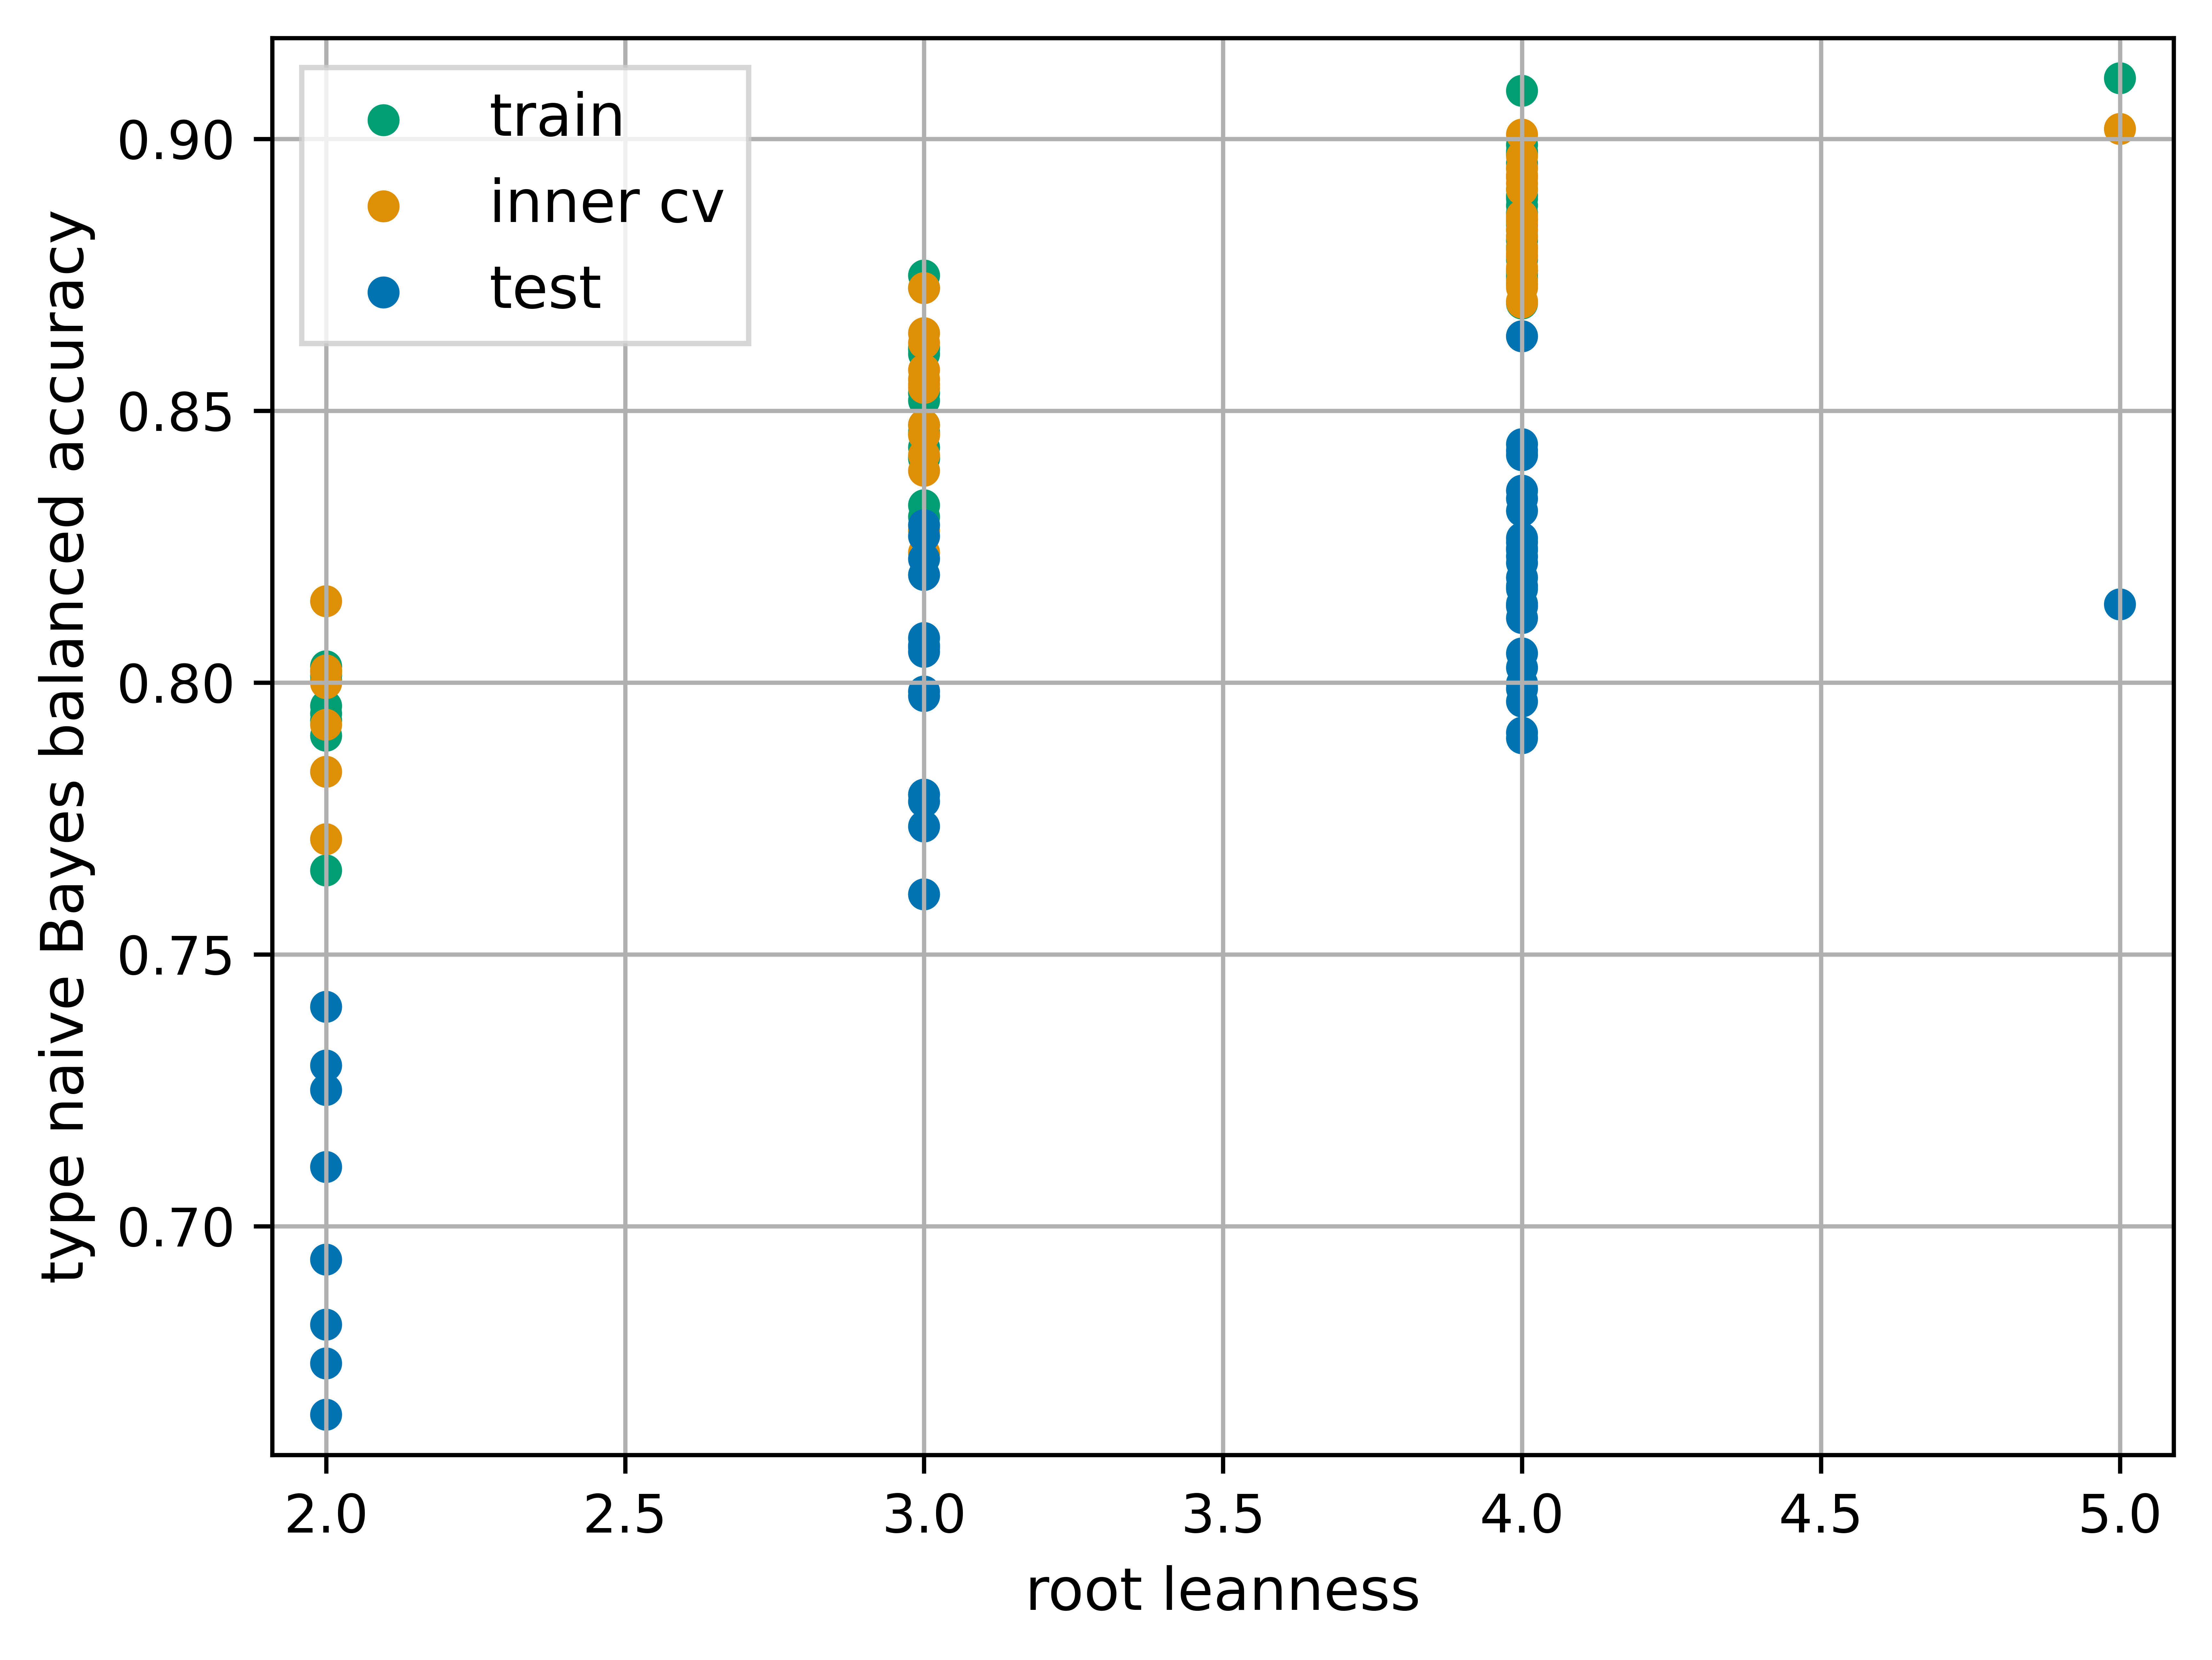 train
inner cv
test
type naive Bayes balanced accuracy
0.90
0.85
0.80
0.75
0.70
2.0 2.5 3.0 3.5 4.0 4.5 5.0
root leanness